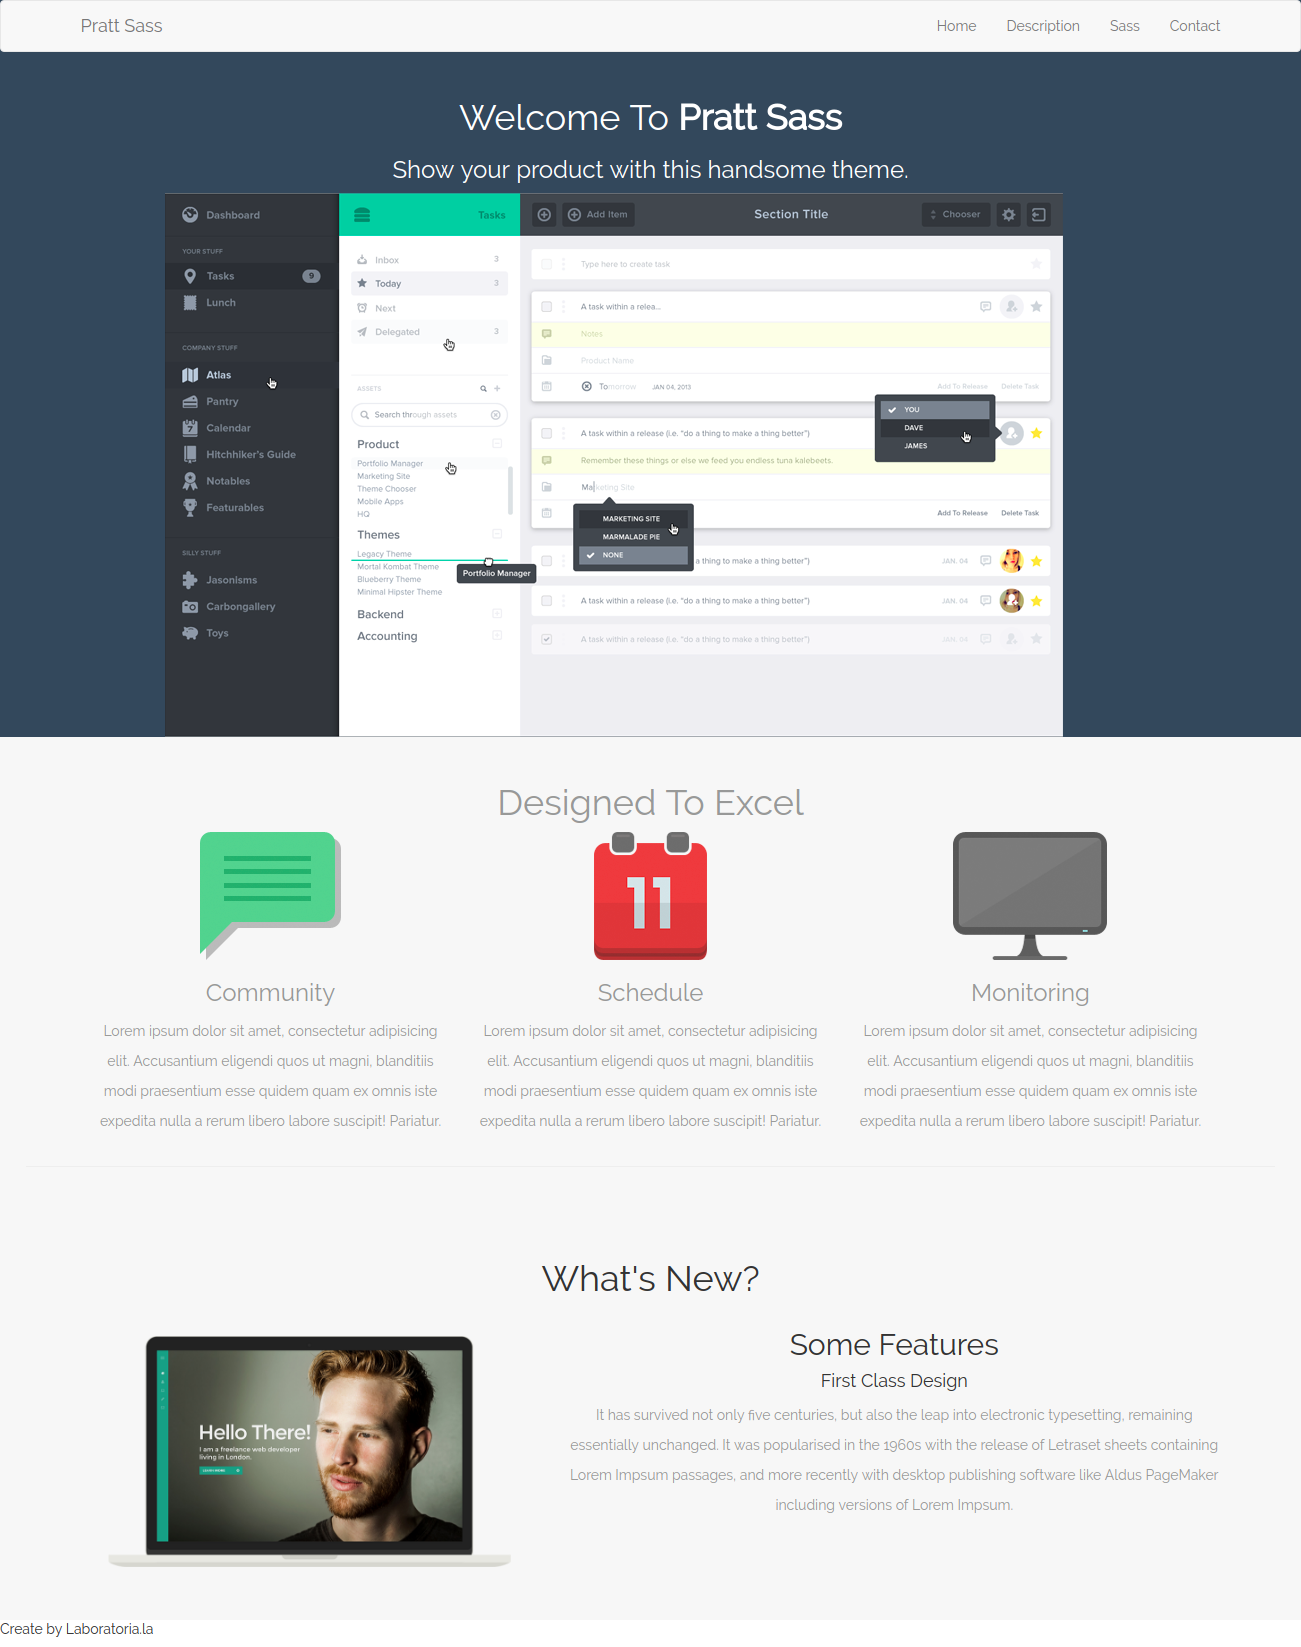 Pratt Sass
Home Description Sass Contact
Welcome To Pratt Sass
Show your product with this handsome theme.
Dashboard
YOUR STUFF
Tasks 9
Lunch
COMPANY STUFF
Atlas
Pantry
Calendar
Hitchhiker's Guide
Notables
Featurables
SILLY STUFF
Jasonisms
Carbongallery
Toys
Tasks
Inbox 3
Today 3
Next
Delegated 3
ASSETS
Search through assets
Product
Portfolio Manager
Marketing Site
Theme Chooser
Mobile Apps
HQ
Themes
Legacy Theme
Mortal Kombat Theme
Portfolio Manager
Blueberry Theme
Minimal Hipster Theme
Backend
Accounting
Add Item
Section Title
Chooser
Type here to create task
A task within a relea...
Notes
Product Name
Tomorrow JAN 04, 2013 Add To Release Delete Task
YOU
DAVE
JAMES
A task within a release (i.e. "do a thing to make a thing better")
Remember these things or else we feed you endless tuna kalebeets.
Marketing Site
Add To Release Delete Task
MARKETING SITE
MARMALADE PIE
NONE
a thing to make a thing better") JAN. 04
A task within a release (i.e. "do a thing to make a thing better") JAN. 04
A task within a release (i.e. "do a thing to make a thing better") JAN. 04
Designed To Excel
11
Community
Lorem ipsum dolor sit amet, consectetur adipisicing
elit. Accusantium eligendi quos ut magni, blanditiis
modi praesentium esse quidem quam ex omnis iste
expedita nulla a rerum libero labore suscipit! Pariatur.
Schedule
Lorem ipsum dolor sit amet, consectetur adipisicing
elit. Accusantium eligendi quos ut magni, blanditiis
modi praesentium esse quidem quam ex omnis iste
expedita nulla a rerum libero labore suscipit! Pariatur.
Monitoring
Lorem ipsum dolor sit amet, consectetur adipisicing
elit. Accusantium eligendi quos ut magni, blanditiis
modi praesentium esse quidem quam ex omnis iste
expedita nulla a rerum libero labore suscipit! Pariatur.
What's New?
Hello There!
I am a freelance web developer
living in London.
Some Features
First Class Design
It has survived not only five centuries, but also the leap into electronic typesetting, remaining
essentially unchanged. It was popularised in the 1960s with the release of Letraset sheets containing
Lorem Impsum passages, and more recently with desktop publishing software like Aldus PageMaker
including versions of Lorem Impsum.
Create by Laboratoria.la